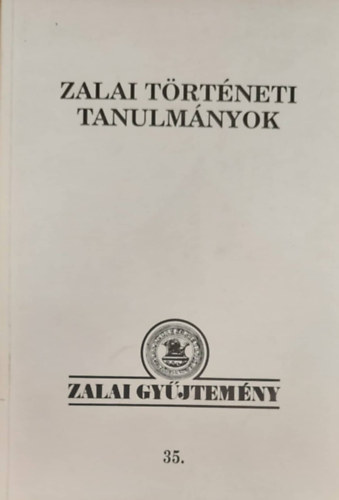 ZALAI TÖRTÉNETI
TANULMÁNYOK
ZALAI GYŰJTEMÉNY
35.